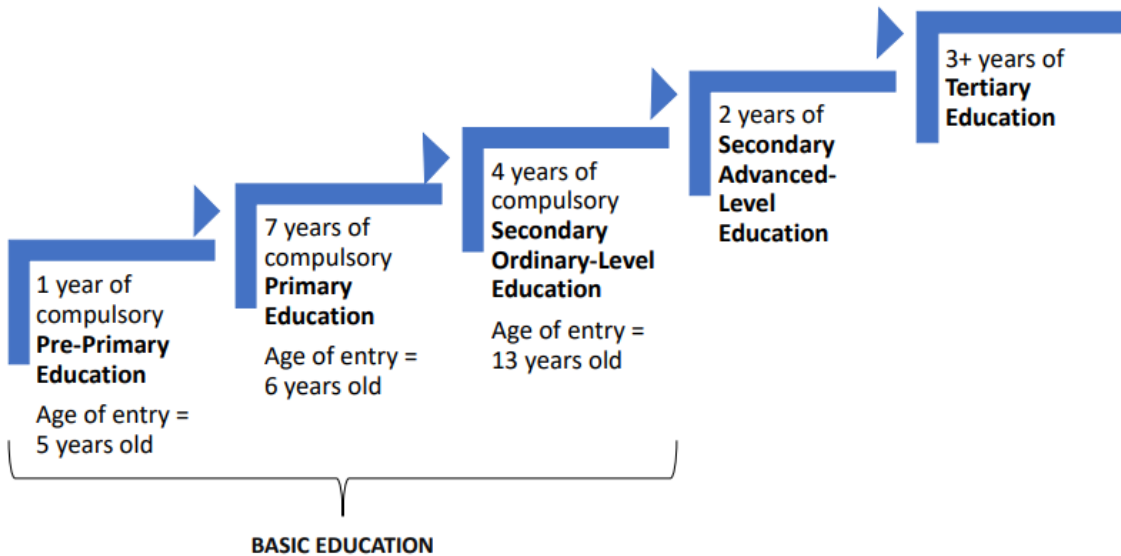 1 year of
compulsory
Pre-Primary
Education
Age of entry =
5 years old
7 years of
compulsory
Primary
Education
Age of entry =
6 years old
4 years of
compulsory
Secondary
Ordinary-Level
Education
Age of entry =
13 years old
2 years of
Secondary
Advanced-
Level
Education
3+ years of
Tertiary
Education
BASIC EDUCATION